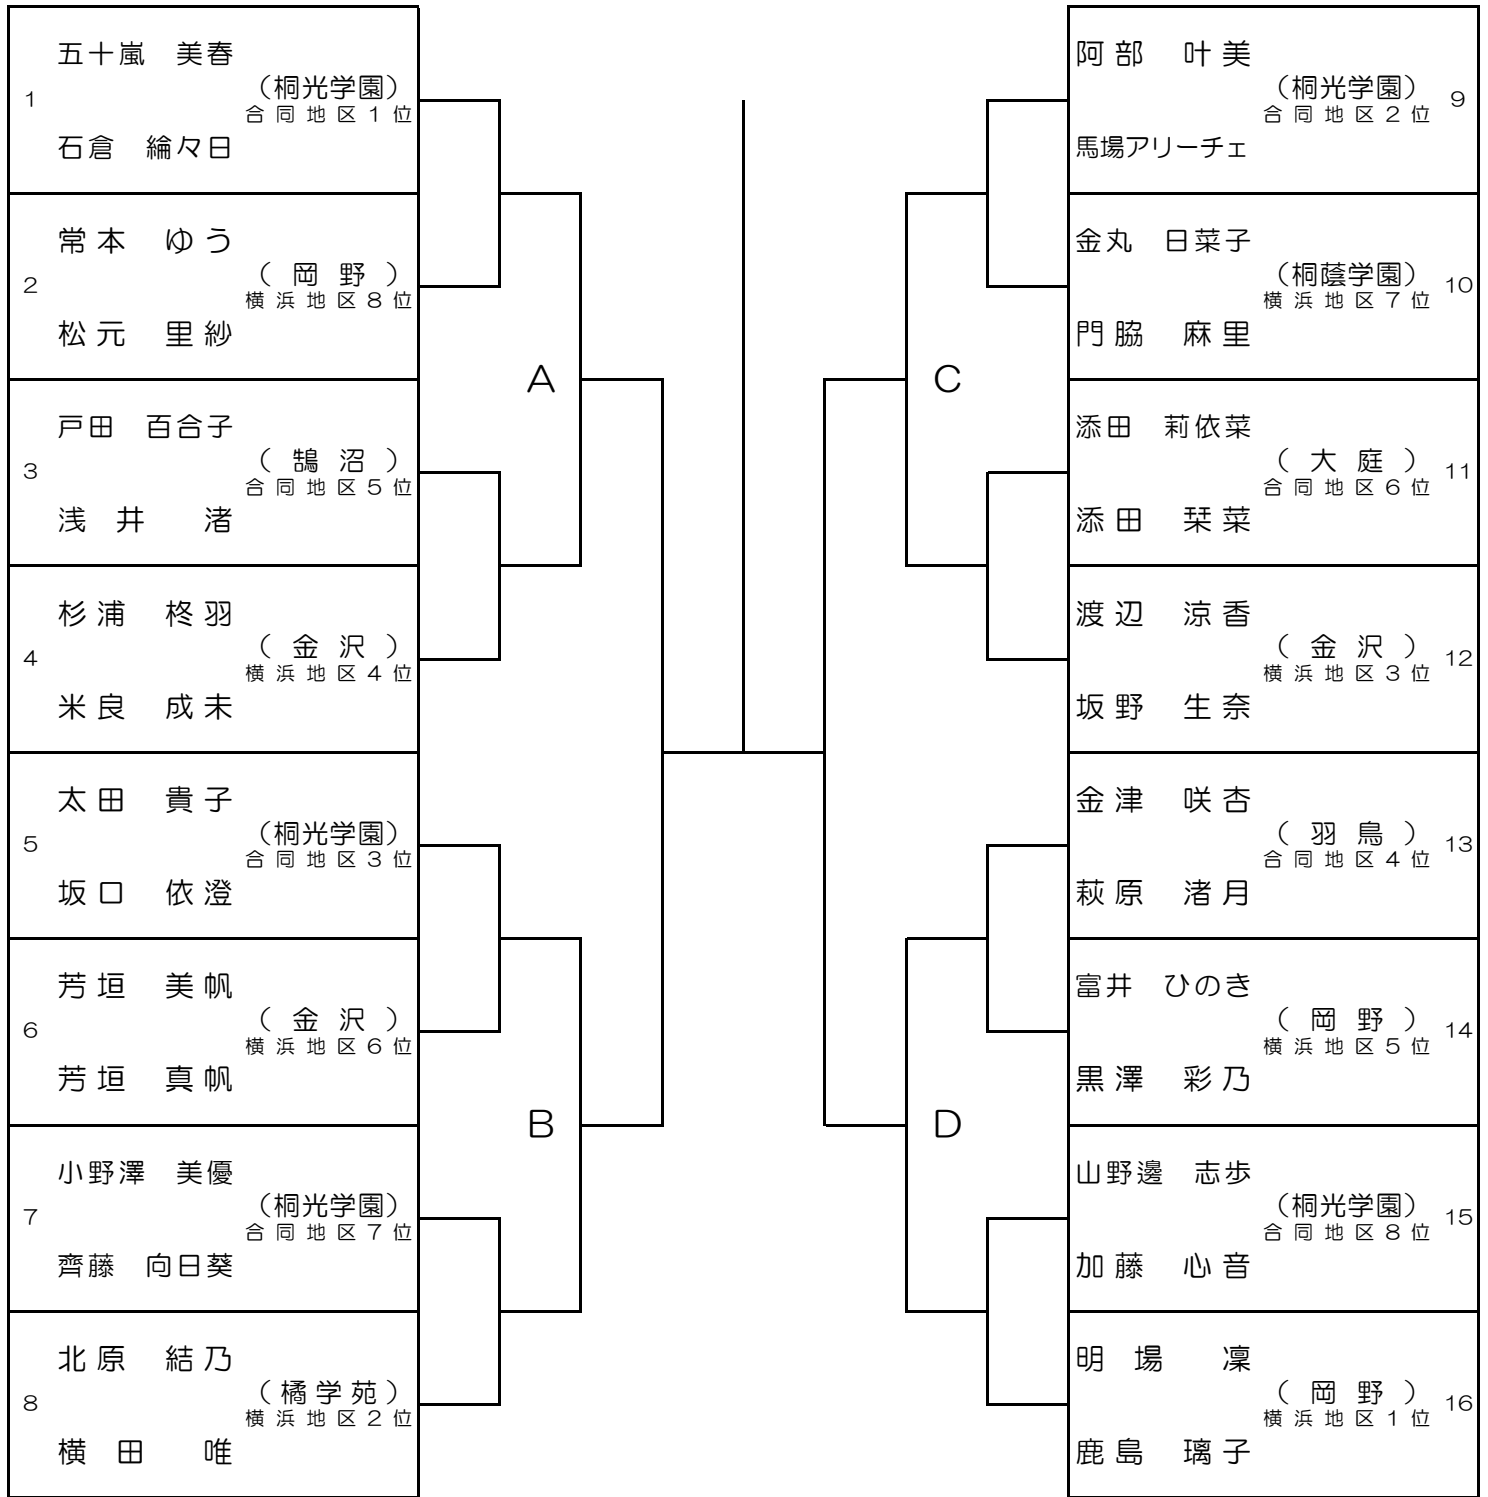 五十嵐　美春
1
（桐光学園）
合同地区1位
石倉　綸々日
常本　ゆう
2
（岡野）
横浜地区8位
松元　里紗
戸田　百合子
3
（鵠沼）
合同地区5位
浅井　渚
杉浦　柊羽
4
（金沢）
横浜地区4位
米良　成未
太田　貴子
5
（桐光学園）
合同地区3位
坂口　依澄
芳垣　美帆
6
（金沢）
横浜地区6位
芳垣　真帆
小野澤　美優
7
（桐光学園）
合同地区7位
齊藤　向日葵
北原　結乃
8
（橘学苑）
横浜地区2位
横田　唯
A
B
C
D
阿部　叶美
（桐光学園）
9
合同地区2位
馬場アリーチェ
金丸　日菜子
（桐蔭学園）
10
横浜地区7位
門脇　麻里
添田　莉依菜
（大庭）
11
合同地区6位
添田　栞菜
渡辺　涼香
（金沢）
12
横浜地区3位
坂野　生奈
金津　咲杏
（羽鳥）
13
合同地区4位
萩原　渚月
富井　ひのき
（岡野）
14
横浜地区5位
黒澤　彩乃
山野邊　志歩
（桐光学園）
15
合同地区8位
加藤　心音
明場　凜
（岡野）
16
横浜地区1位
鹿島　璃子